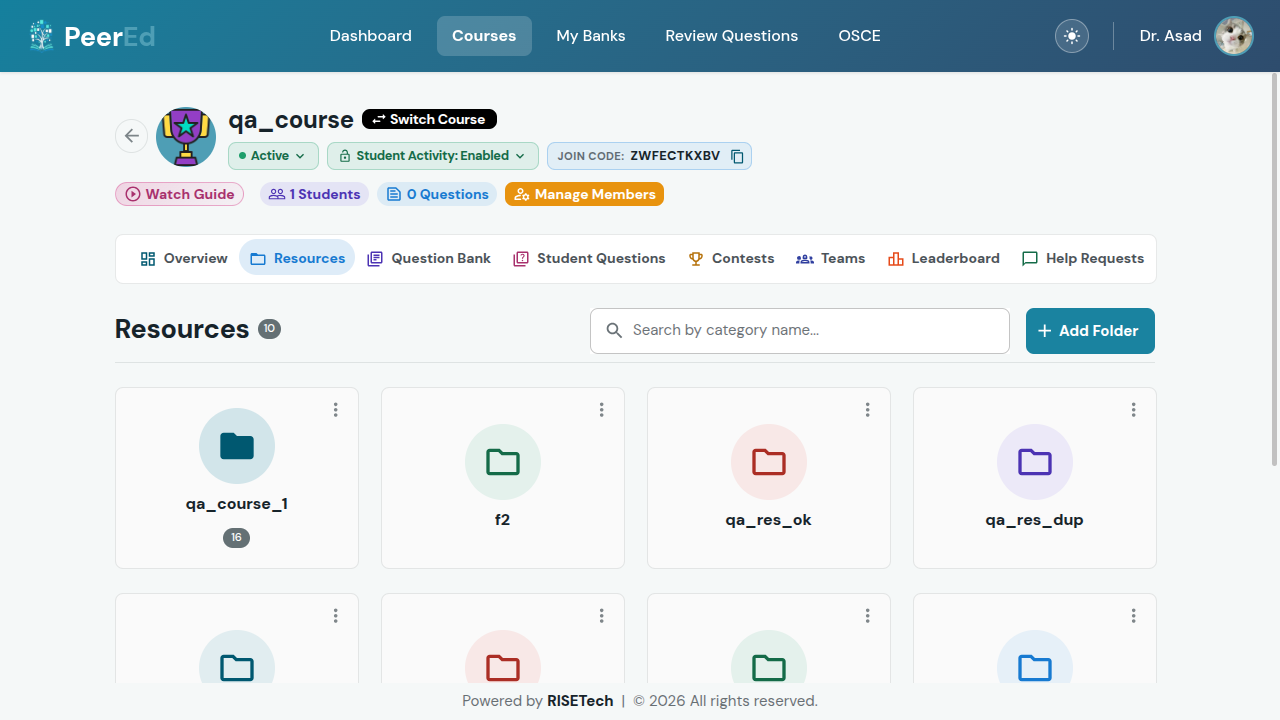 PeerEd
Dashboard
Courses
My Banks
Review Questions
OSCE
Dr. Asad
qa_course
Switch Course
Active
Student Activity: Enabled
JOIN CODE: ZWFECTKXBV
Watch Guide
1 Students
0 Questions
Manage Members
Overview
Resources
Question Bank
Student Questions
Contests
Teams
Leaderboard
Help Requests
Resources 10
Search by category name...
Add Folder
qa_course_1
16
f2
qa_res_ok
qa_res_dup
Powered by RISETech | © 2026 All rights reserved.